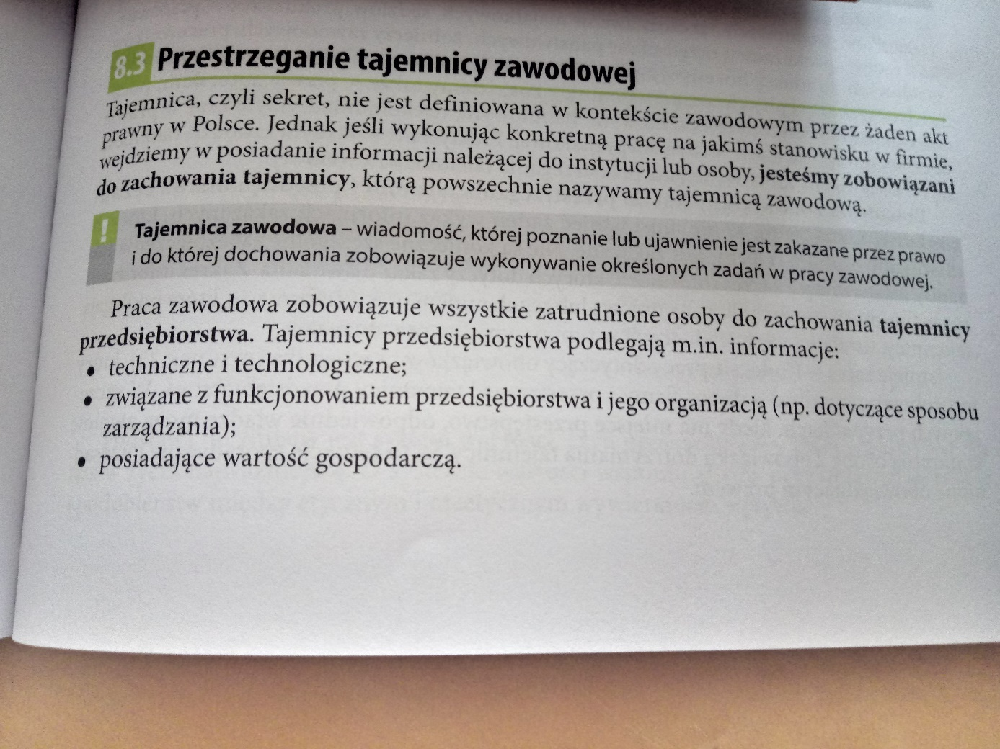 8.3 Przestrzeganie tajemnicy zawodowej
Tajemnica, czyli sekret, nie jest definiowana w kontekście zawodowym przez żaden akt
prawny w Polsce. Jednak jeśli wykonując konkretną pracę na jakimś stanowisku w firmie,
wejdziemy w posiadanie informacji należącej do instytucji lub osoby, jesteśmy zobowiązani
do zachowania tajemnicy, którą powszechnie nazywamy tajemnicą zawodową.
! Tajemnica zawodowa – wiadomość, której poznanie lub ujawnienie jest zakazane przez prawo
i do której dochowania zobowiązuje wykonywanie określonych zadań w pracy zawodowej.
Praca zawodowa zobowiązuje wszystkie zatrudnione osoby do zachowania tajemnicy
przedsiębiorstwa. Tajemnicy przedsiębiorstwa podlegają m.in. informacje:
• techniczne i technologiczne;
• związane z funkcjonowaniem przedsiębiorstwa i jego organizacją (np. dotyczące sposobu
zarządzania);
• posiadające wartość gospodarczą.